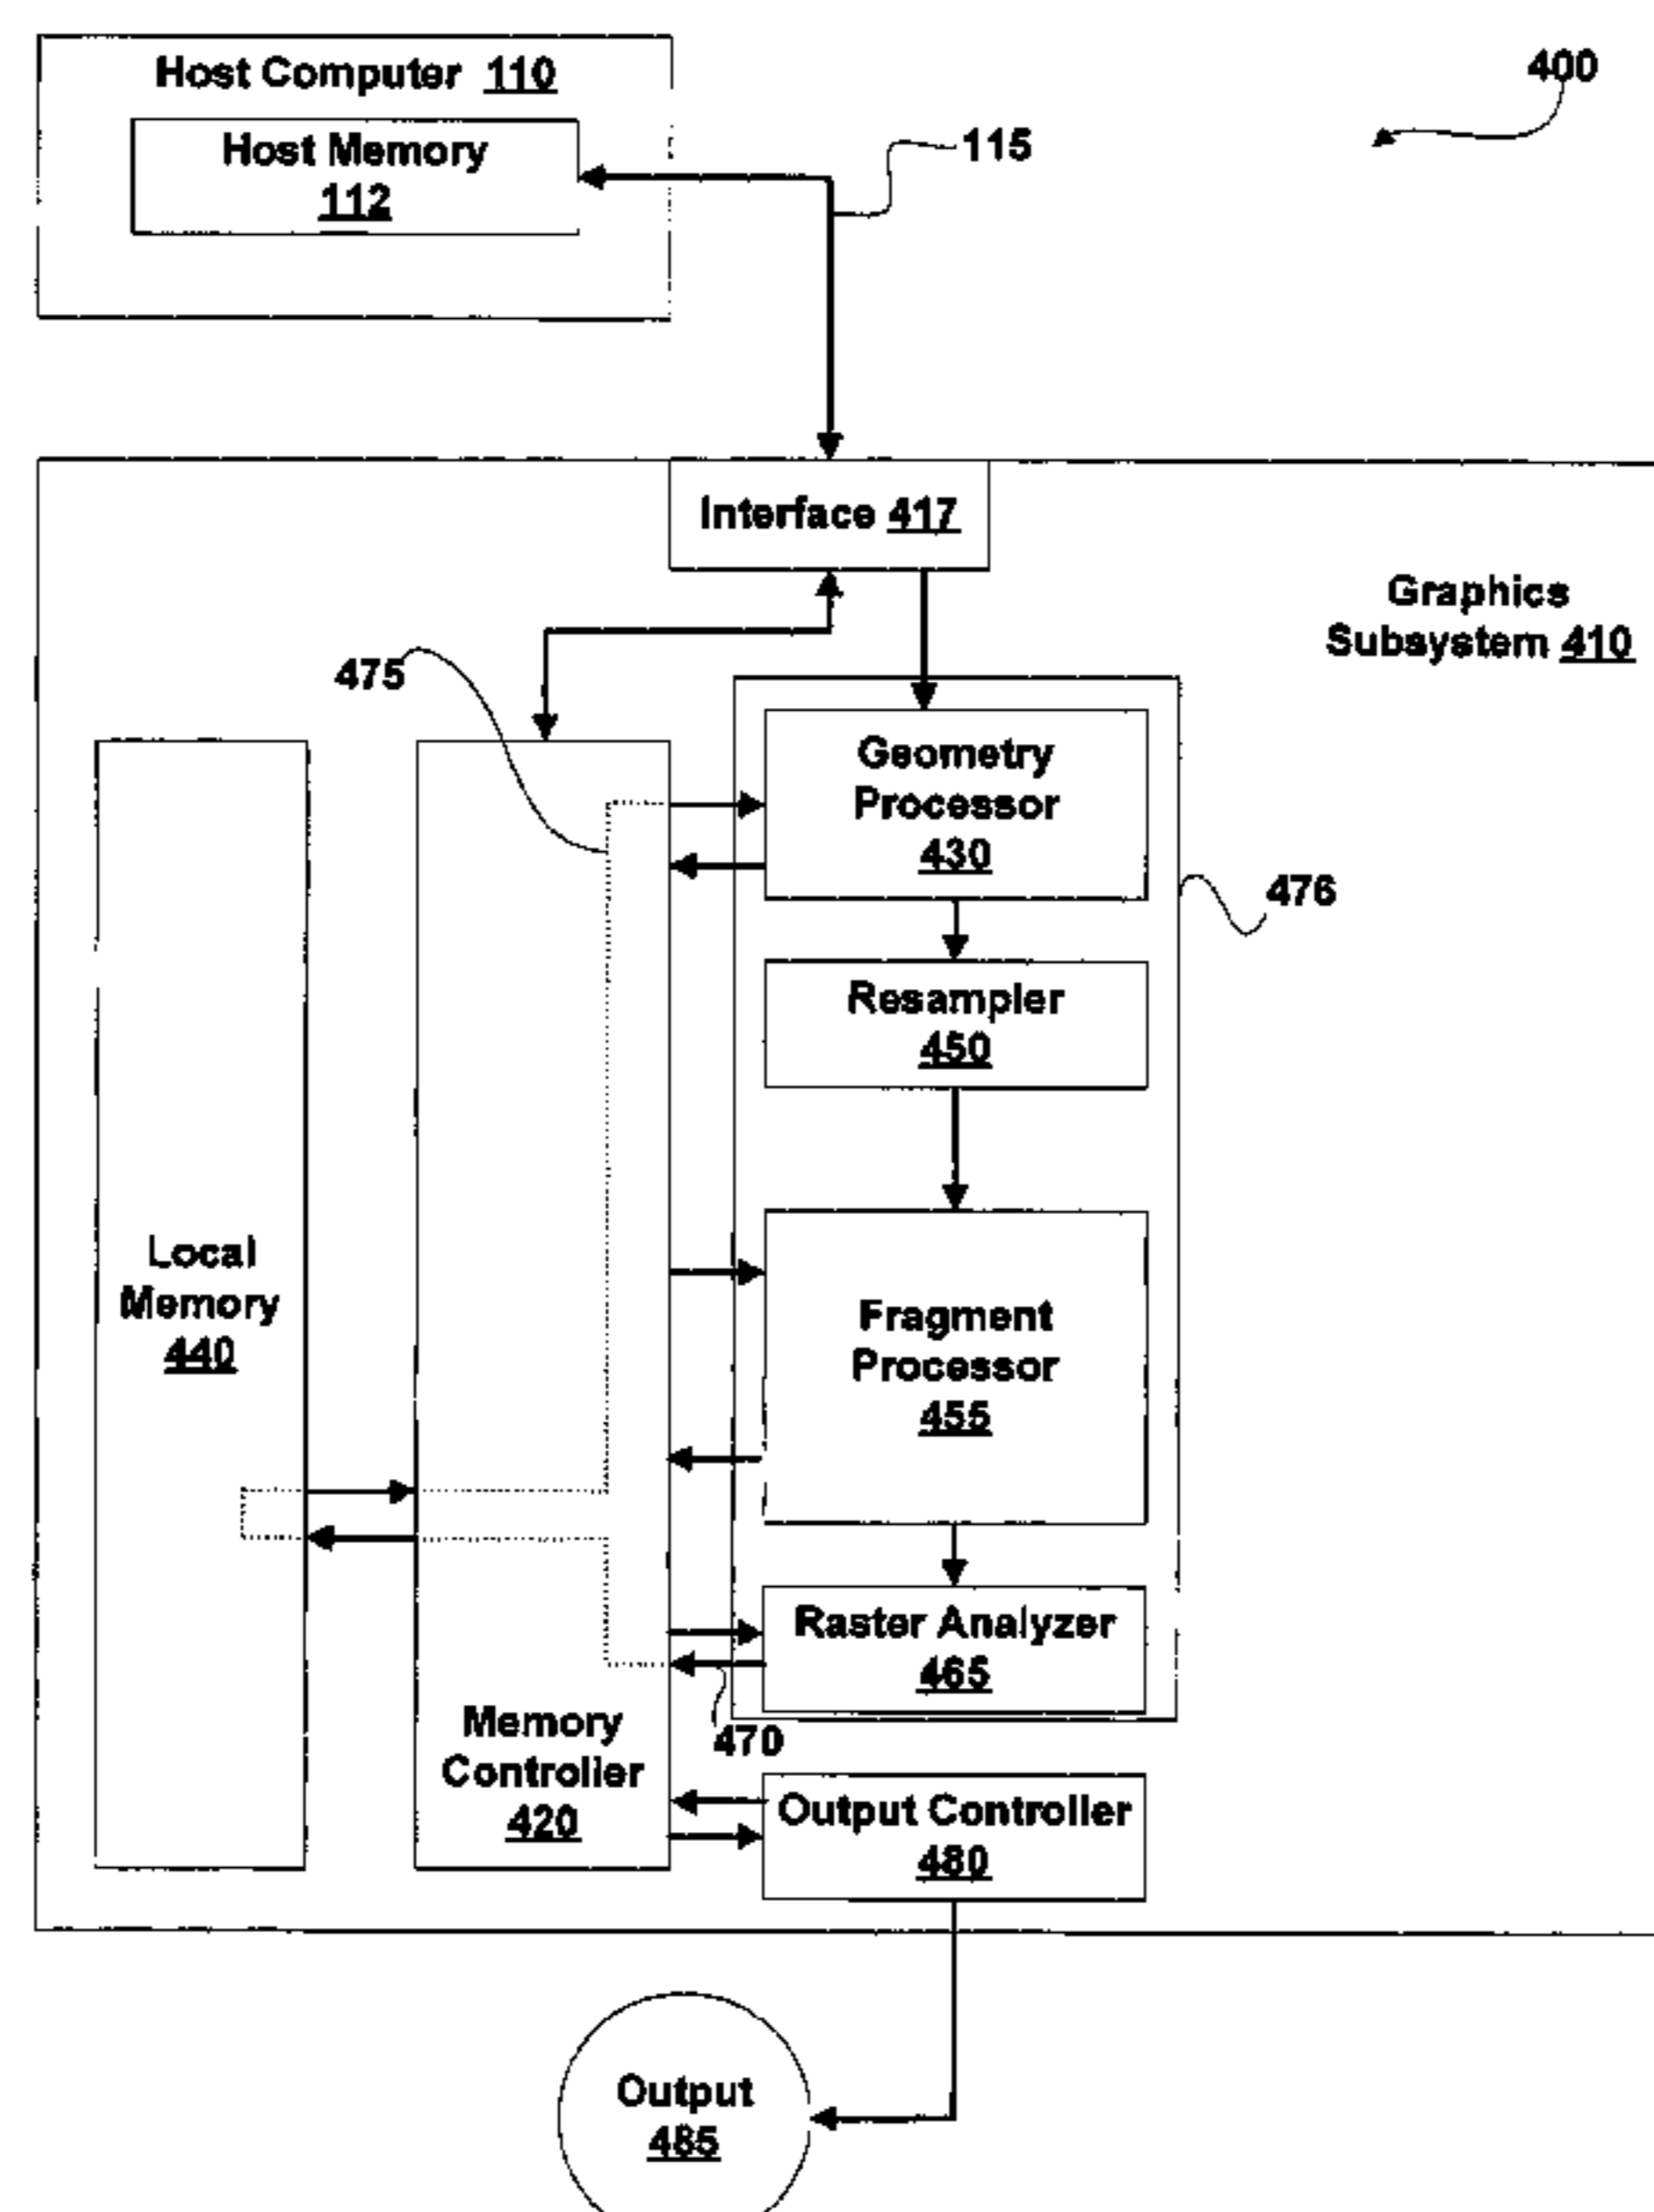 Host Computer 110
400
Host Memory
112
115
Interface 417
Graphics
Subsystem 410
475
Geometry
Processor
430
476
Resampler
450
Local
Memory
440
Fragment
Processor
455
Raster Analyzer
465
470
Memory
Controller
420
Output Controller
480
Output
485